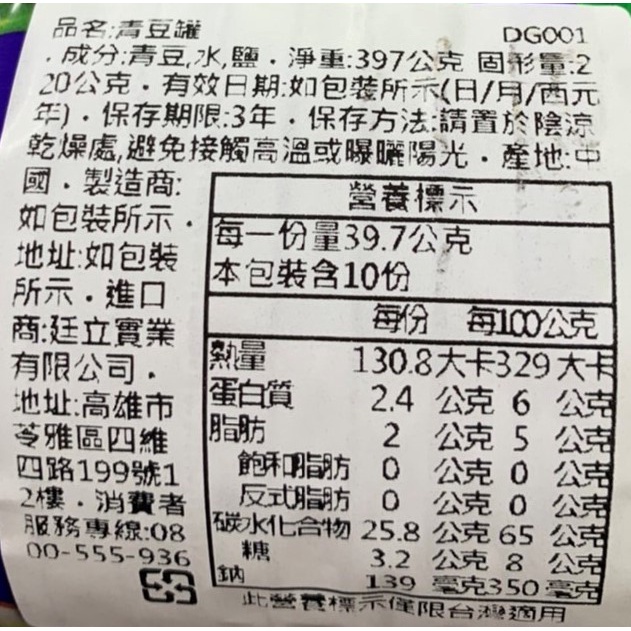 品名:青豆罐 DG001
．成分:青豆,水,鹽．淨重:397公克 固形量:2
20公克．有效日期:如包裝所示(日/月/西元
年)．保存期限:3年．保存方法:請置於陰涼
乾燥處,避免接觸高溫或曝曬陽光．產地:中
國．製造商:
如包裝所示．
地址:如包裝
所示．進口
商:廷立實業
有限公司．
地址:高雄市
苓雅區四維
四路199號1
2樓．消費者
服務專線:08
00-555-936
營養標示
每一份量39.7公克
本包裝含10份
每份 每100公克
熱量 130.8大卡329大卡
蛋白質 2.4 公克 6 公克
脂肪 2 公克 5 公克
飽和脂肪 0 公克 0 公克
反式脂肪 0 公克 0 公克
碳水化合物 25.8 公克 65 公克
糖 3.2 公克 8 公克
鈉 139 毫克350毫克
此營養標示僅限台灣適用